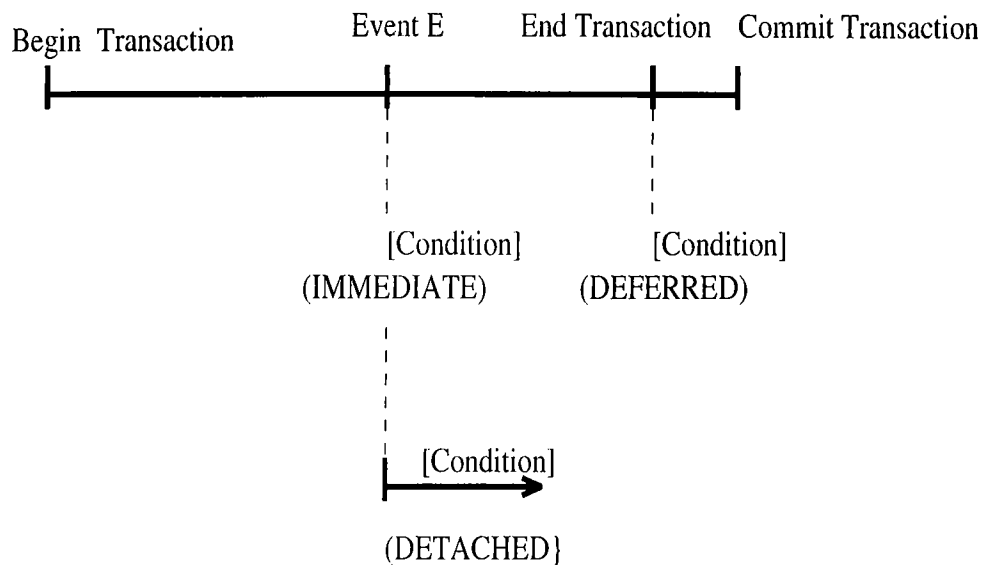 Begin Transaction Event E End Transaction Commit Transaction
[Condition] [Condition]
(IMMEDIATE) (DEFERRED)
[Condition]
(DETACHED}